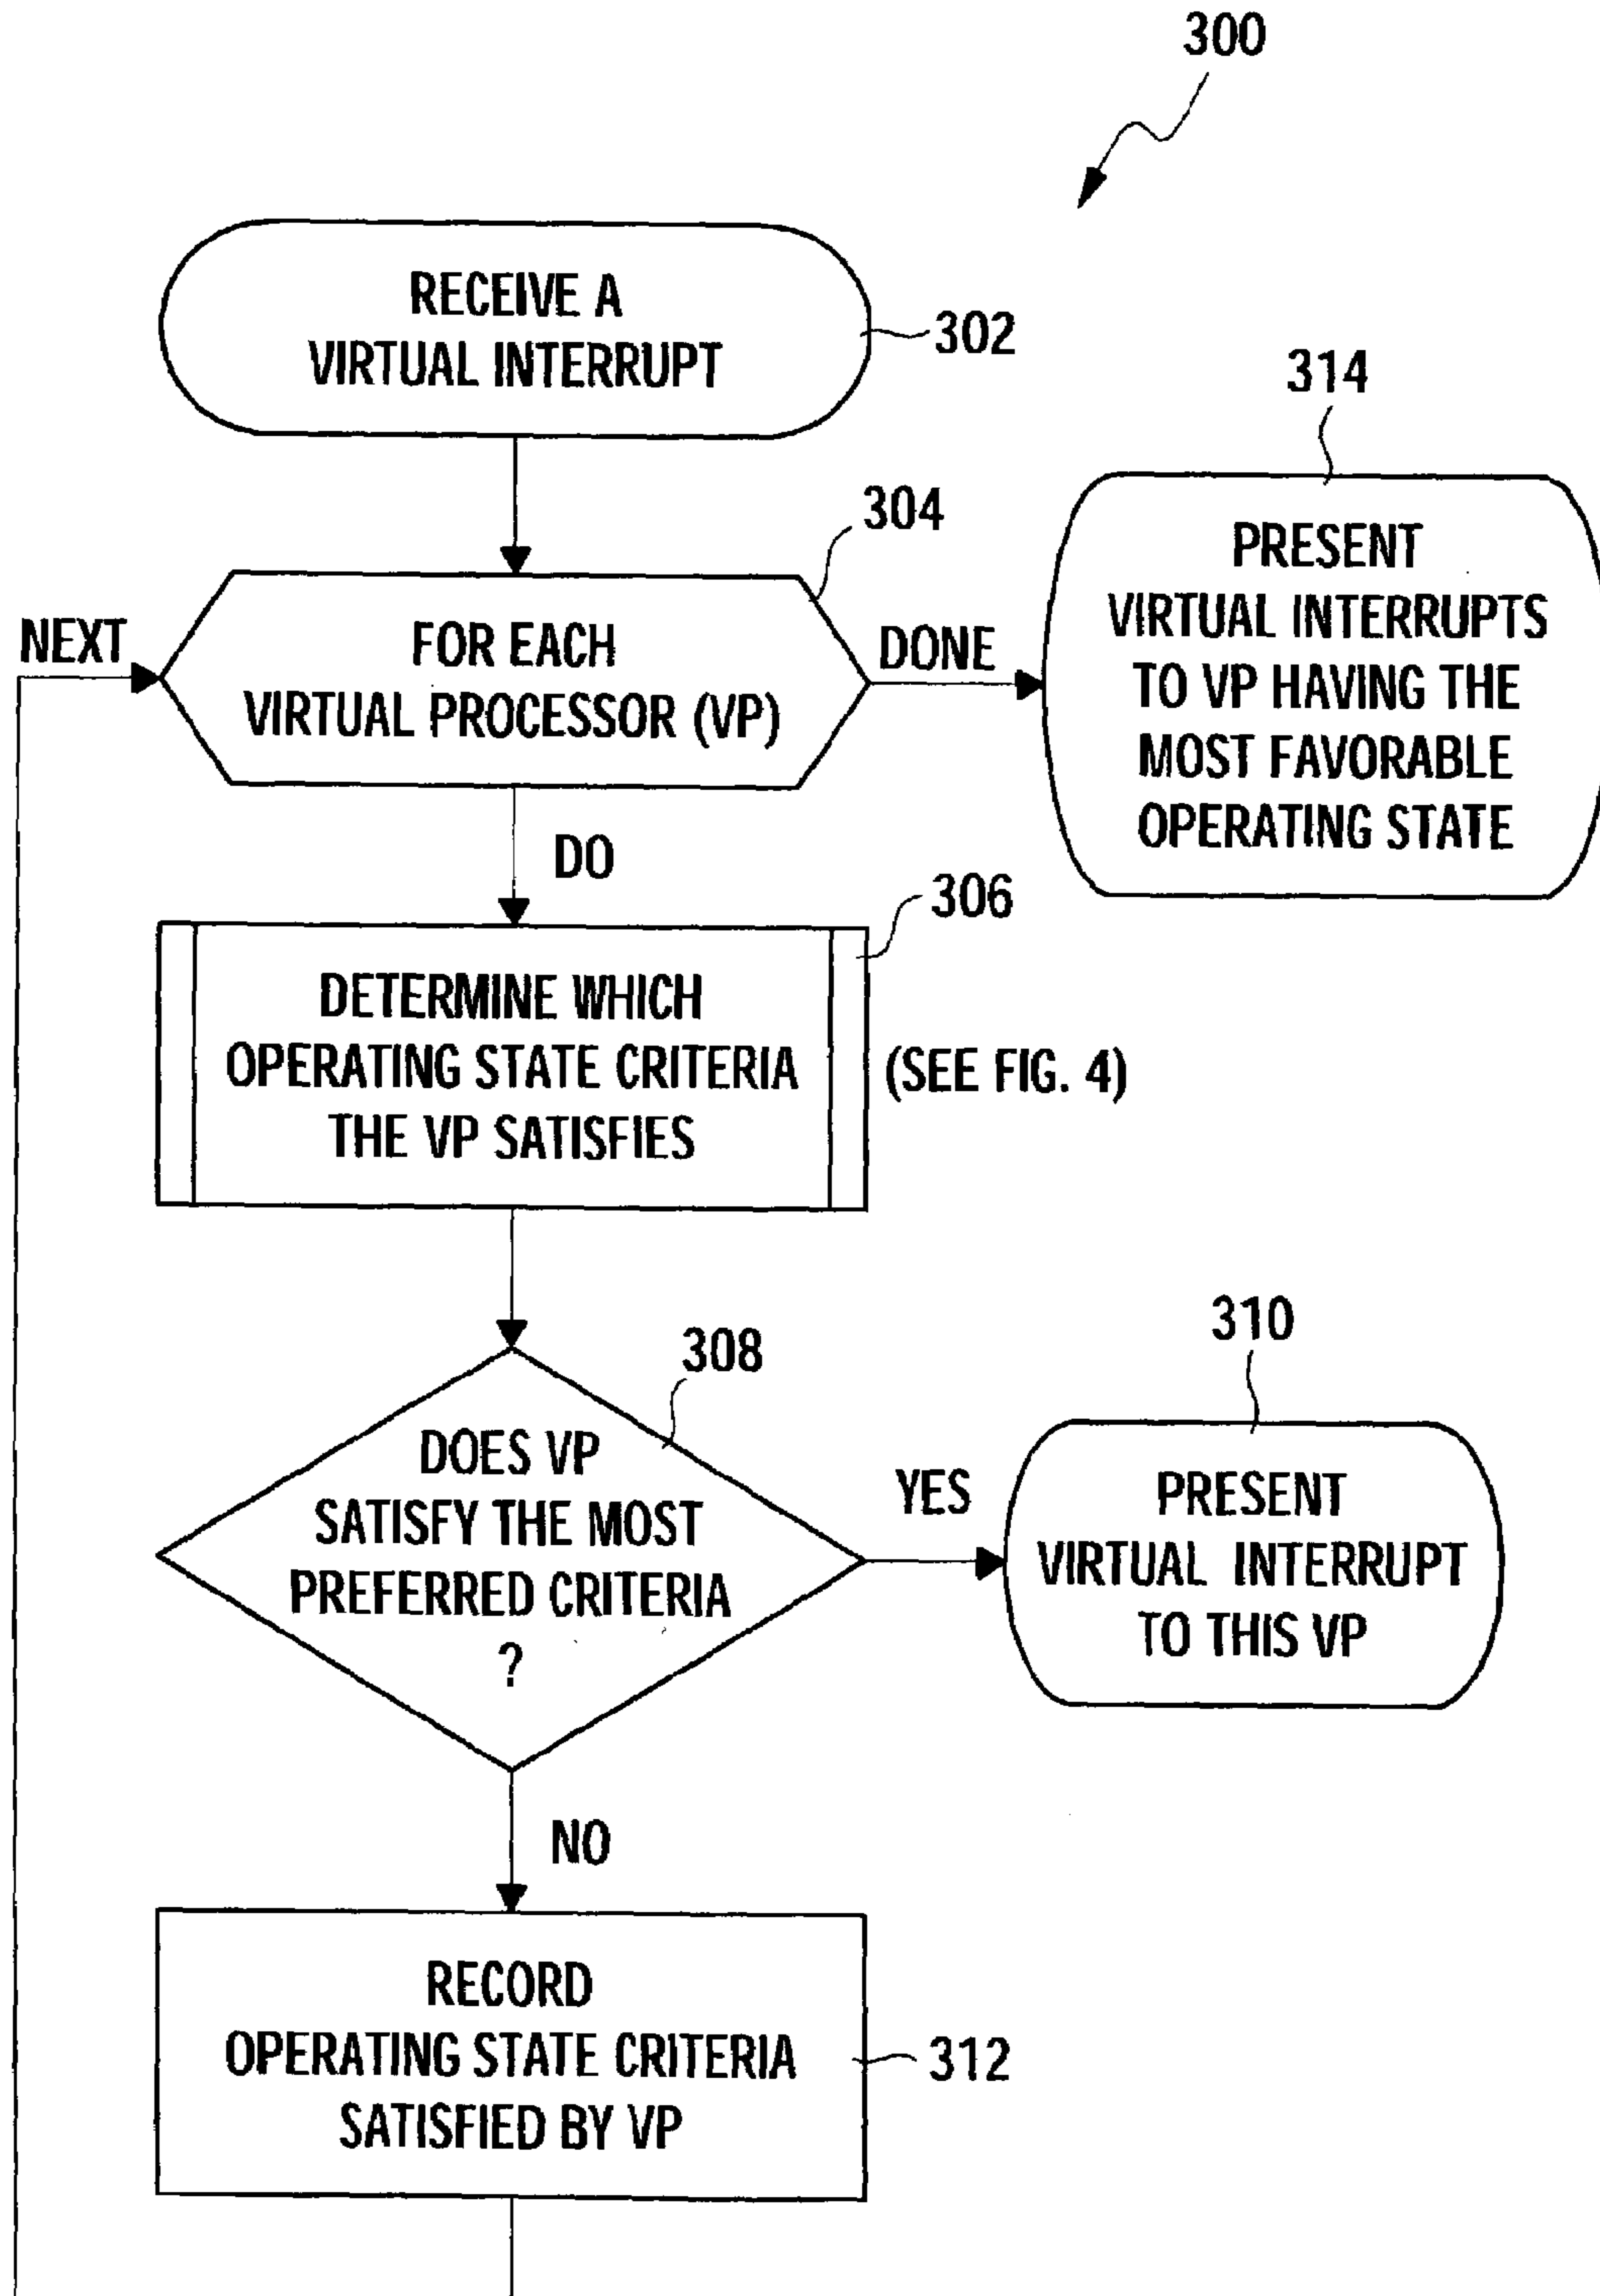 300
RECEIVE A
VIRTUAL INTERRUPT
302
314
PRESENT
VIRTUAL INTERRUPTS
TO VP HAVING THE
MOST FAVORABLE
OPERATING STATE
304
NEXT
FOR EACH
VIRTUAL PROCESSOR (VP)
DONE
DO
306
DETERMINE WHICH
OPERATING STATE CRITERIA
THE VP SATISFIES
(SEE FIG. 4)
308
DOES VP
SATISFY THE MOST
PREFERRED CRITERIA
?
YES
310
PRESENT
VIRTUAL INTERRUPT
TO THIS VP
NO
RECORD
OPERATING STATE CRITERIA
SATISFIED BY VP
312